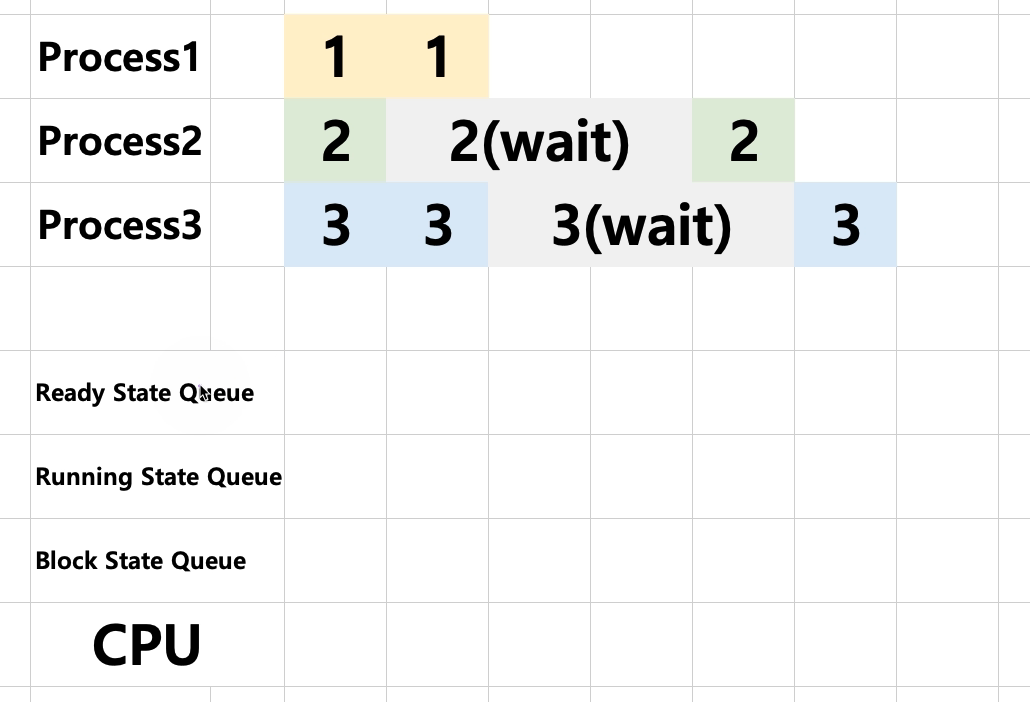 Process1 1 1
Process2 2 2(wait) 2
Process3 3 3 3(wait) 3
Ready State Queue
Running State Queue
Block State Queue
CPU